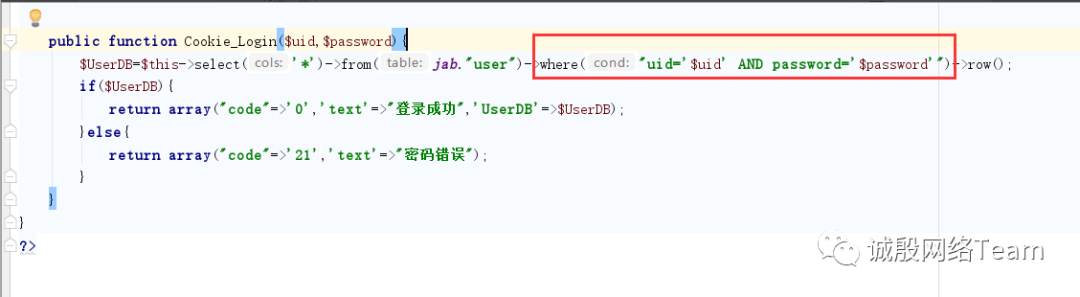 public function Cookie_Login($uid,$password){
$UserDB=$this->select( cols: '*')->from( table: jab."user")->where( cond: "uid='$uid' AND password='$password'")->row();
if($UserDB){
return array("code"=>'0','text'=>"登录成功",'UserDB'=>$UserDB);
}else{
return array("code"=>'21','text'=>"密码错误");
}
}
}
?>
诚殷网络Team